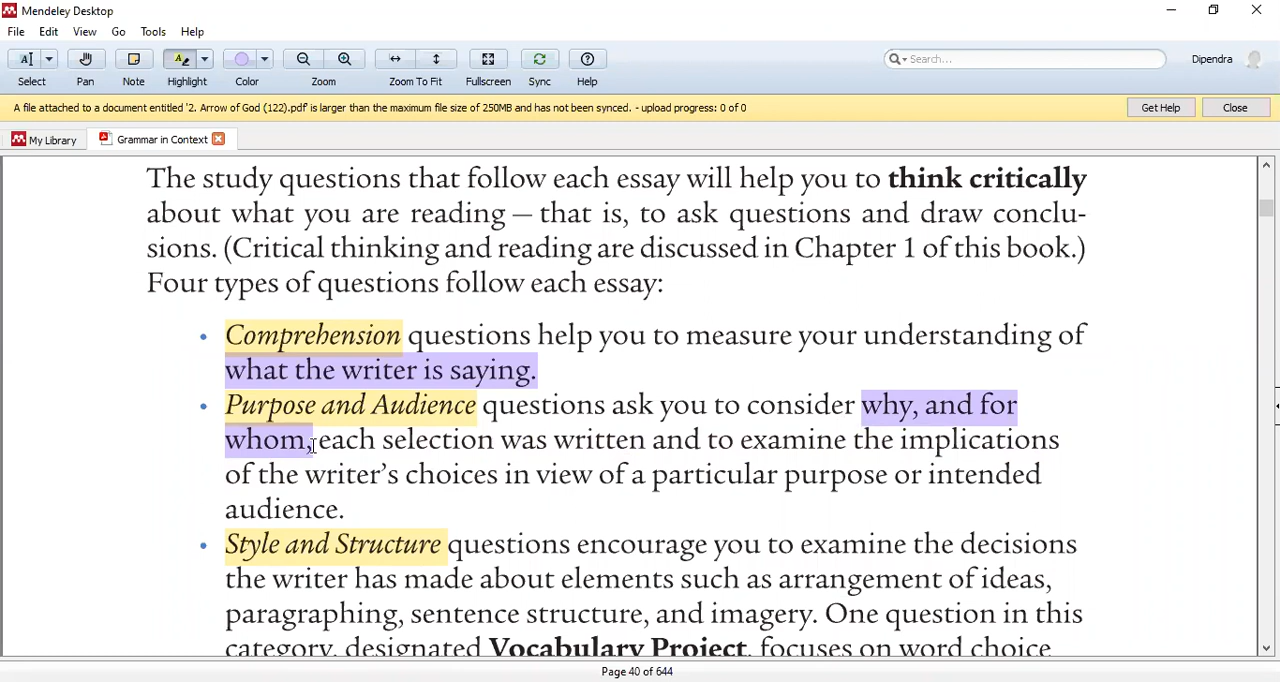 Mendeley Desktop
File Edit View Go Tools Help
Search... Dipendra
Select Pan Note Highlight Color Zoom Zoom To Fit Fullscreen Sync Help
A file attached to a document entitled '2. Arrow of God (122).pdf' is larger than the maximum file size of 250MB and has not been synced. - upload progress: 0 of 0 Get Help Close
My Library Grammar in Context
The study questions that follow each essay will help you to think critically
about what you are reading — that is, to ask questions and draw conclu-
sions. (Critical thinking and reading are discussed in Chapter 1 of this book.)
Four types of questions follow each essay:
• Comprehension questions help you to measure your understanding of
what the writer is saying.
• Purpose and Audience questions ask you to consider why, and for
whom, each selection was written and to examine the implications
of the writer's choices in view of a particular purpose or intended
audience.
• Style and Structure questions encourage you to examine the decisions
the writer has made about elements such as arrangement of ideas,
paragraphing, sentence structure, and imagery. One question in this
category, designated Vocabulary Project, focuses on word choice
Page 40 of 644